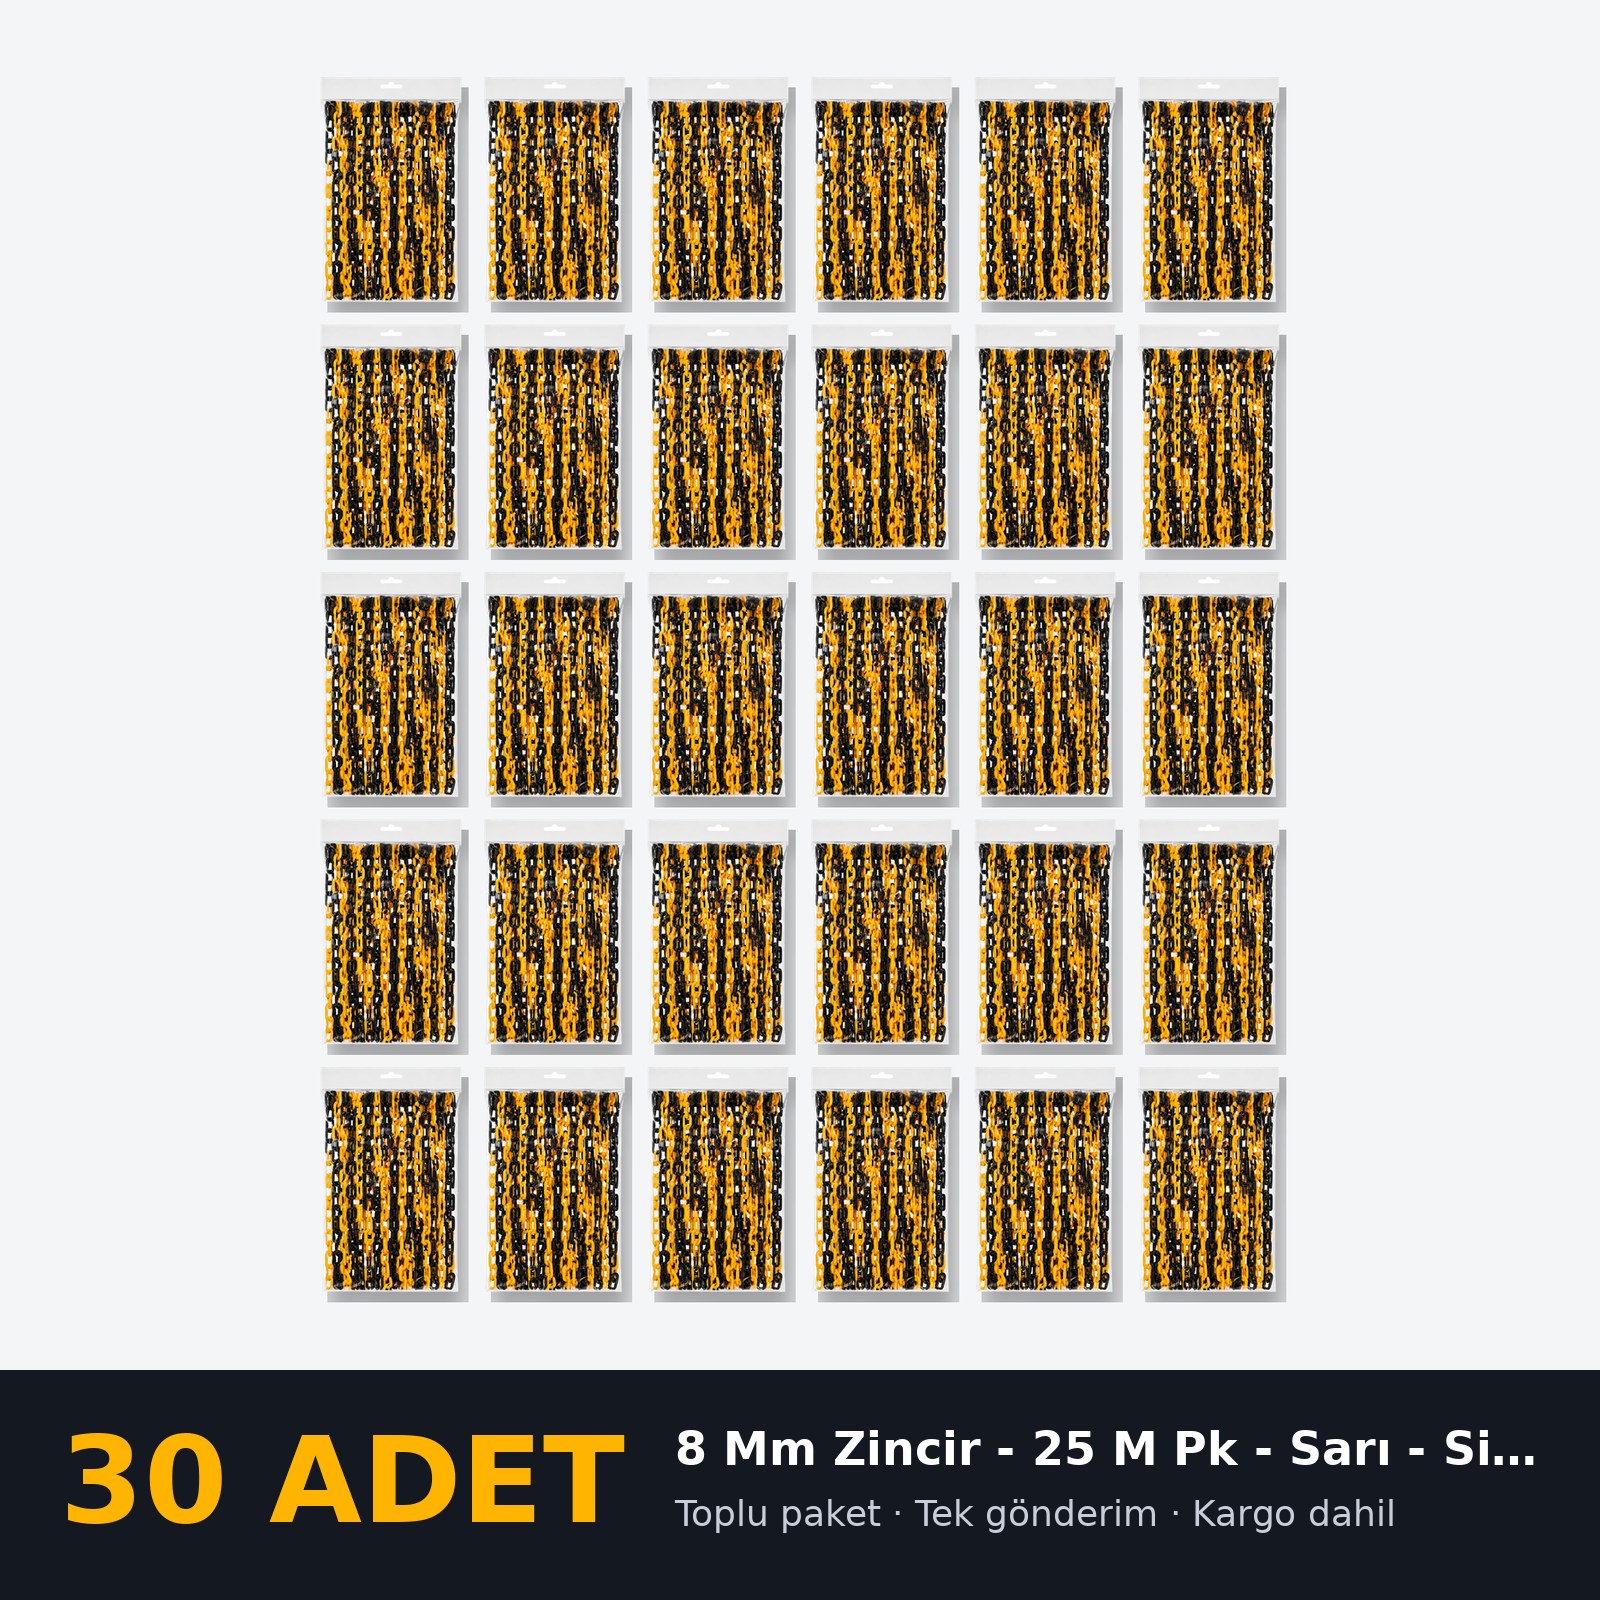 30 ADET
8 Mm Zincir - 25 M Pk - Sarı - Si...
Toplu paket · Tek gönderim · Kargo dahil